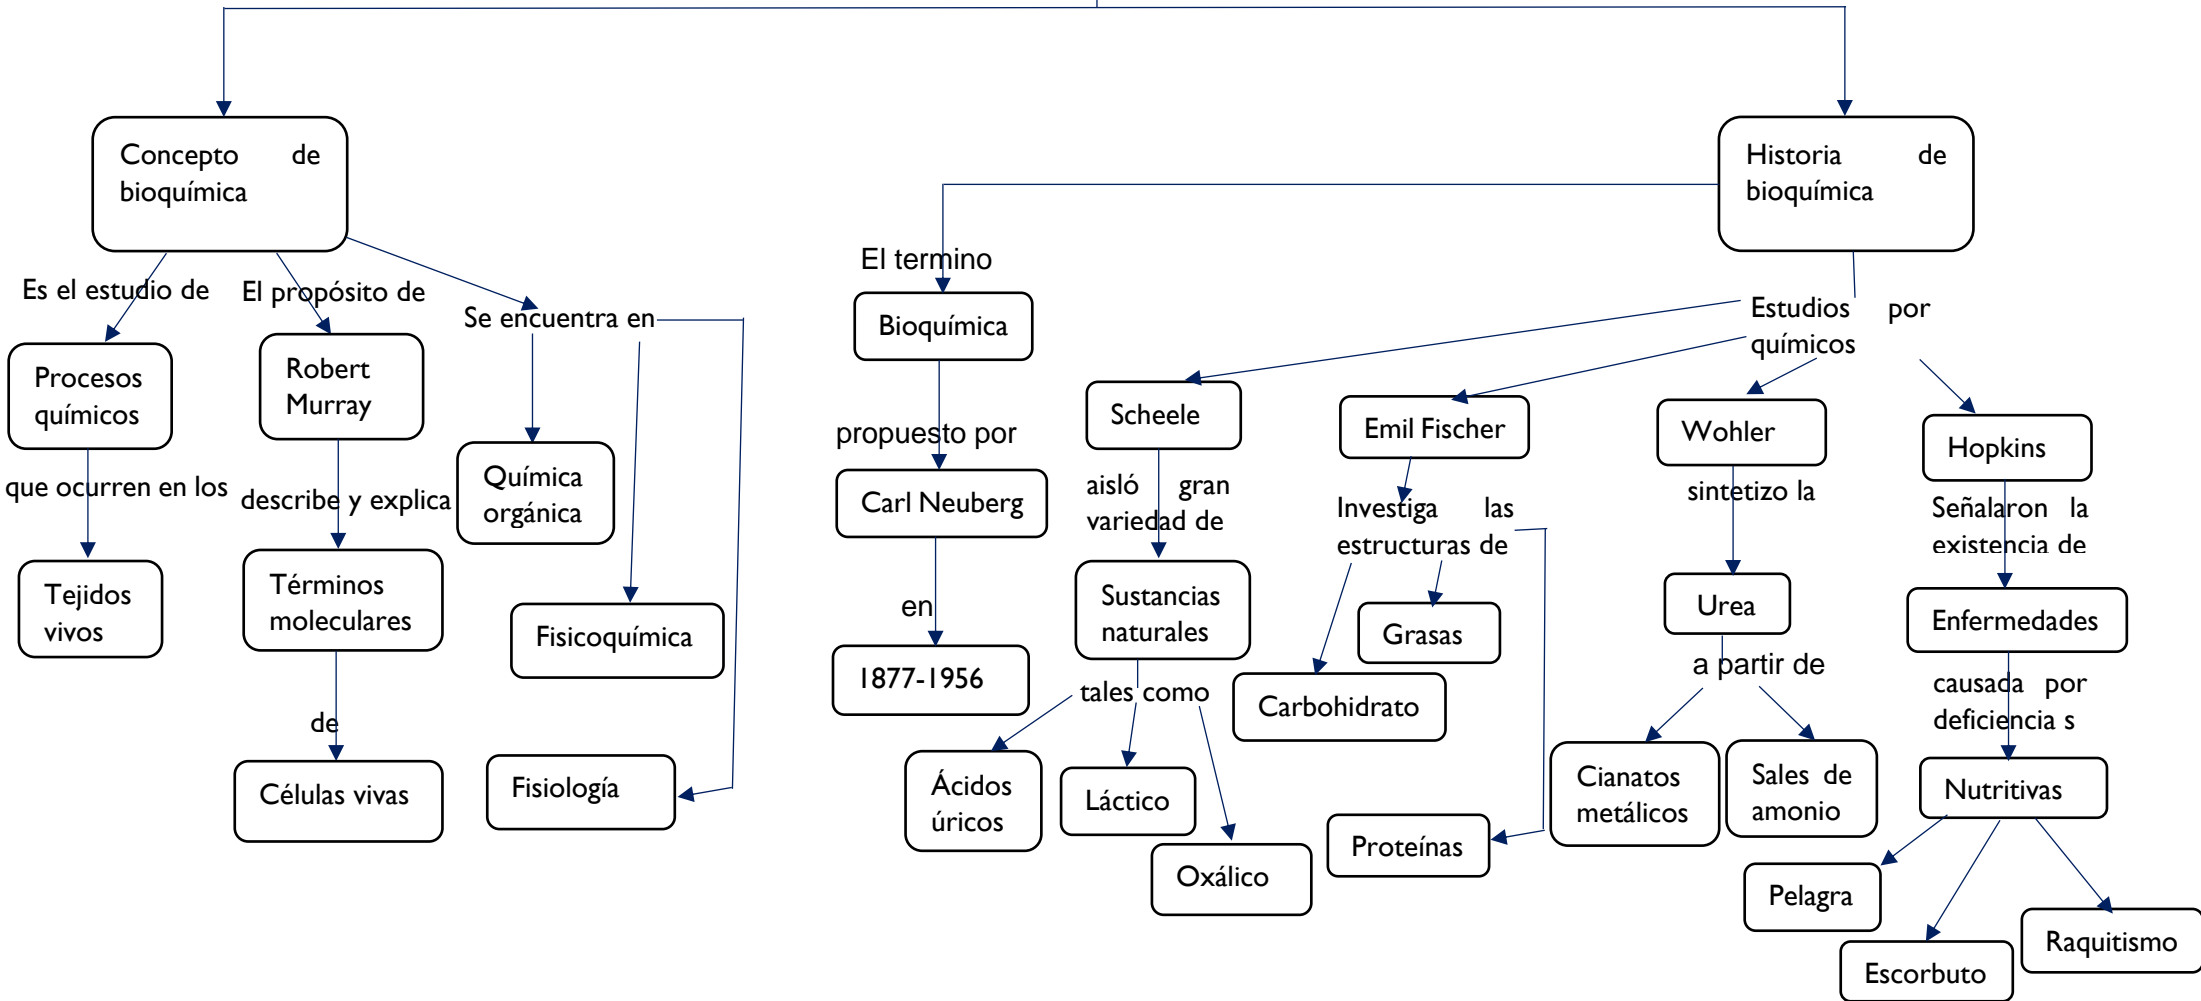 Concepto de
bioquímica
Es el estudio de
Procesos
químicos
que ocurren en los
Tejidos
vivos
El propósito de
Robert
Murray
describe y explica
Términos
moleculares
de
Células vivas
Se encuentra en
Química
orgánica
Fisicoquímica
Fisiología
Historia de
bioquímica
El termino
Bioquímica
propuesto por
Carl Neuberg
en
1877-1956
Estudios por
químicos
Scheele
aisló gran
variedad de
Sustancias
naturales
tales como
Ácidos
úricos
Láctico
Oxálico
Emil Fischer
Investiga las
estructuras de
Carbohidrato
Grasas
Proteínas
Wohler
sintetizo la
Urea
a partir de
Cianatos
metálicos
Sales de
amonio
Hopkins
Señalaron la
existencia de
Enfermedades
causada por
deficiencia s
Nutritivas
Pelagra
Escorbuto
Raquitismo